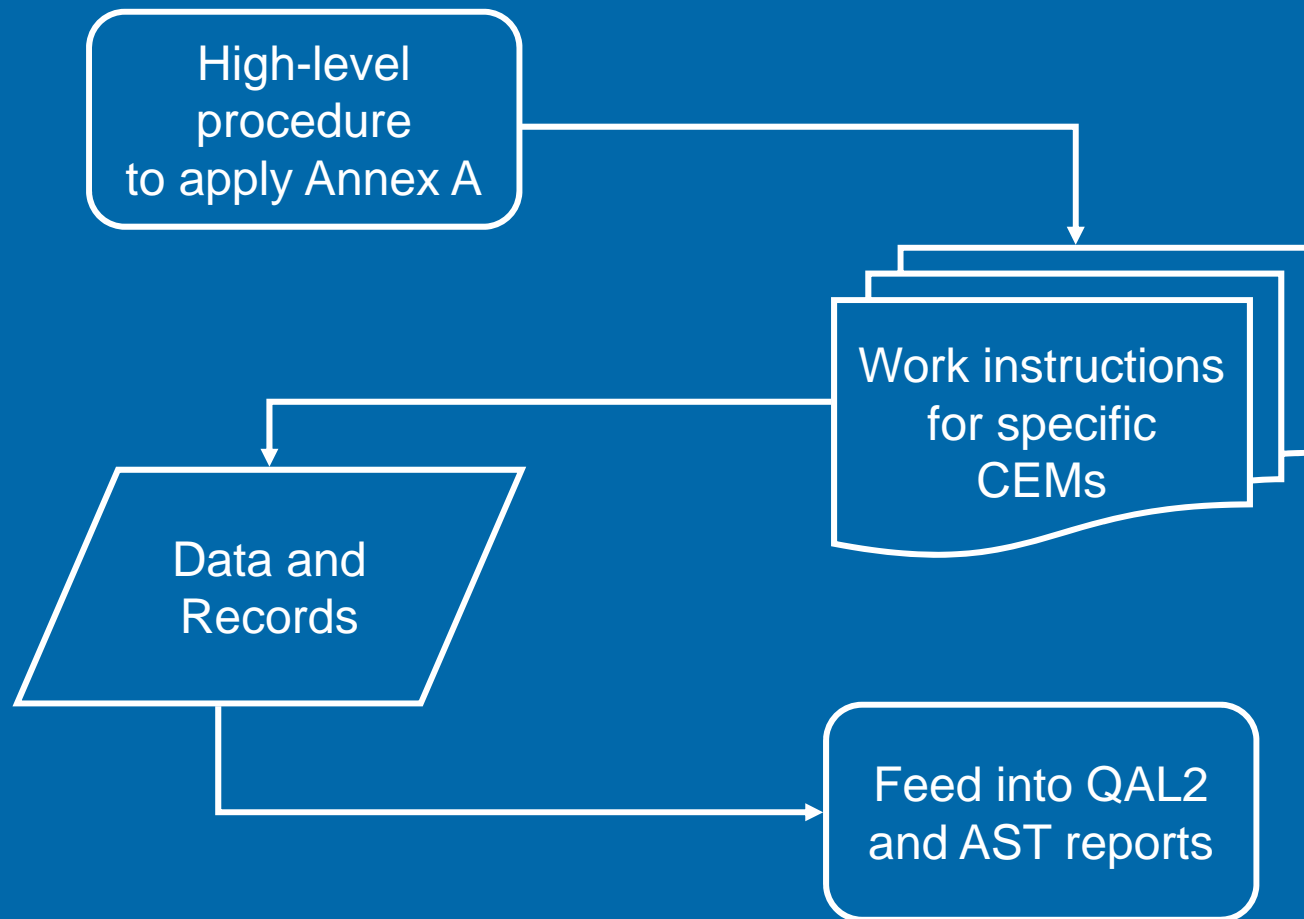 High-level
procedure
to apply Annex A
Work instructions
for specific
CEMs
Data and
Records
Feed into QAL2
and AST reports